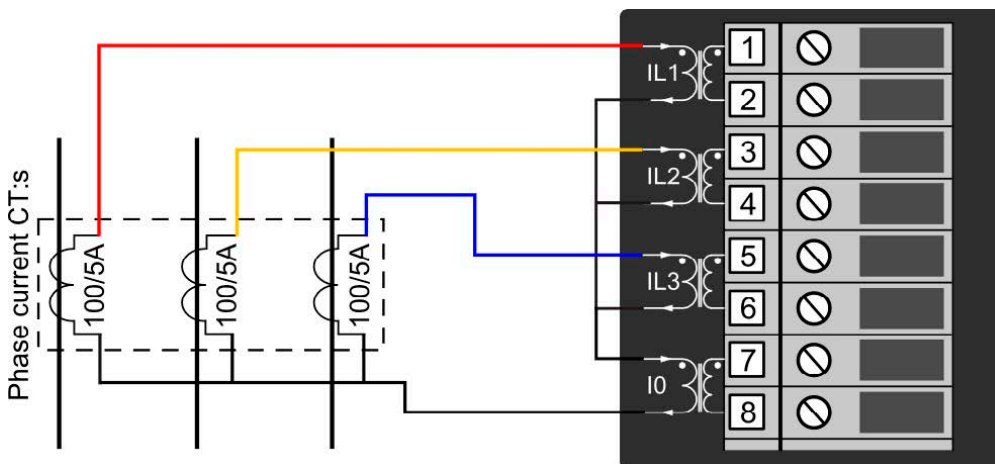 Phase current CT:s
100/5A
100/5A
100/5A
IL1
IL2
IL3
I0
1
2
3
4
5
6
7
8